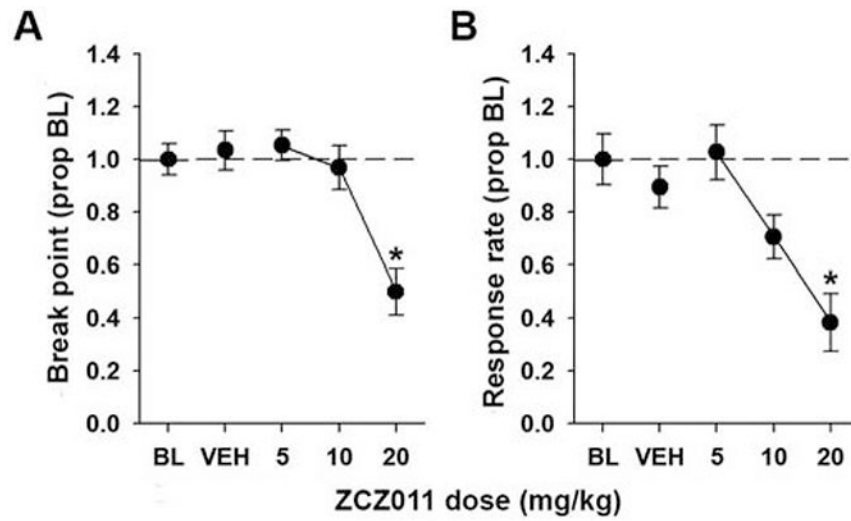 A
B
Break point (prop BL)
1.4
1.2
1.0
0.8
0.6
0.4
0.2
0.0
*
BL VEH 5 10 20
Response rate (prop BL)
1.4
1.2
1.0
0.8
0.6
0.4
0.2
0.0
*
BL VEH 5 10 20
ZCZ011 dose (mg/kg)